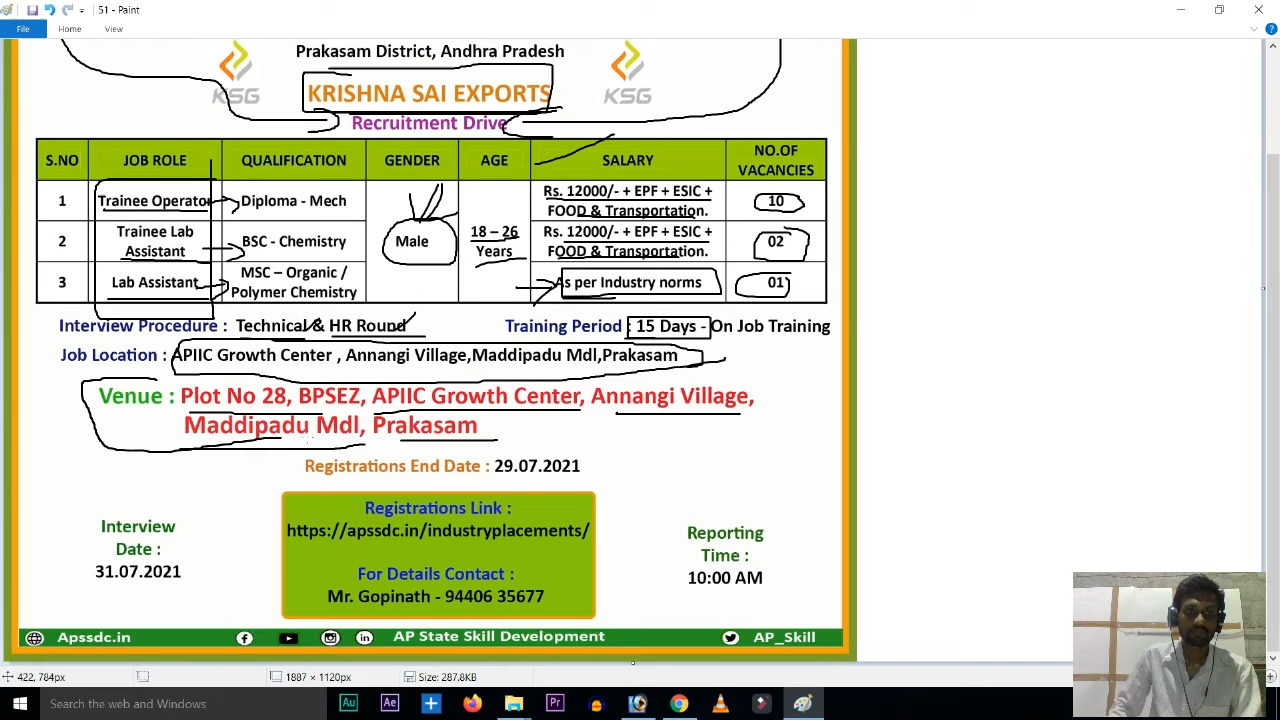 51 - Paint
File
Home
View
Prakasam District, Andhra Pradesh
KSG
KRISHNA SAI EXPORTS
KSG
Recruitment Drive
S.NO JOB ROLE QUALIFICATION GENDER AGE SALARY NO.OF VACANCIES
1 Trainee Operator Diploma - Mech Rs. 12000/- + EPF + ESIC + FOOD & Transportation. 10
2 Trainee Lab Assistant BSC - Chemistry Male 18 – 26 Years Rs. 12000/- + EPF + ESIC + FOOD & Transportation. 02
3 Lab Assistant MSC – Organic / Polymer Chemistry As per Industry norms 01
Interview Procedure : Technical & HR Round Training Period : 15 Days - On Job Training
Job Location : APIIC Growth Center , Annangi Village,Maddipadu Mdl,Prakasam
Venue : Plot No 28, BPSEZ, APIIC Growth Center, Annangi Village,
Maddipadu Mdl, Prakasam
Registrations End Date : 29.07.2021
Interview
Date :
31.07.2021
Registrations Link :
https://apssdc.in/industryplacements/
For Details Contact :
Mr. Gopinath - 94406 35677
Reporting
Time :
10:00 AM
Apssdc.in AP State Skill Development AP_Skill
422, 784px 1887 × 1120px Size: 287.8KB
Search the web and Windows
Au Ae Pr